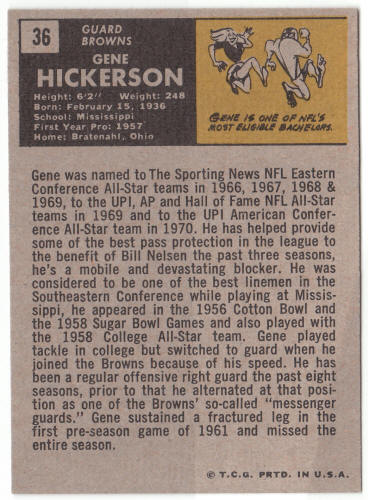 36
GUARD
BROWNS
GENE
HICKERSON
Height: 6'2" Weight: 248
Born: February 15, 1936
School: Mississippi
First Year Pro: 1957
Home: Bratenahl, Ohio
GENE IS ONE OF NFL'S
MOST ELIGIBLE BACHELORS.
Gene was named to The Sporting News NFL Eastern
Conference All-Star teams in 1966, 1967, 1968 &
1969, to the UPI, AP and Hall of Fame NFL All-Star
teams in 1969 and to the UPI American Confer-
ence All-Star team in 1970. He has helped provide
some of the best pass protection in the league to
the benefit of Bill Nelsen the past three seasons,
he's a mobile and devastating blocker. He was
considered to be one of the best linemen in the
Southeastern Conference while playing at Missis-
sippi, he appeared in the 1956 Cotton Bowl and
the 1958 Sugar Bowl Games and also played with
the 1958 College All-Star team. Gene played
tackle in college but switched to guard when he
joined the Browns because of his speed. He has
been a regular offensive right guard the past eight
seasons, prior to that he alternated at that posi-
tion as one of the Browns' so-called "messenger
guards." Gene sustained a fractured leg in the
first pre-season game of 1961 and missed the
entire season.
© T.C.G. PRTD. IN U.S.A.